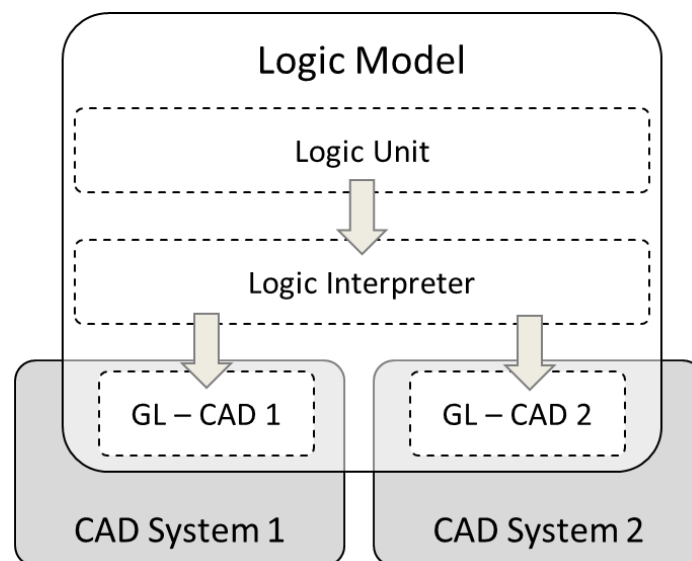 Logic Model
Logic Unit
Logic Interpreter
GL – CAD 1
GL – CAD 2
CAD System 1
CAD System 2